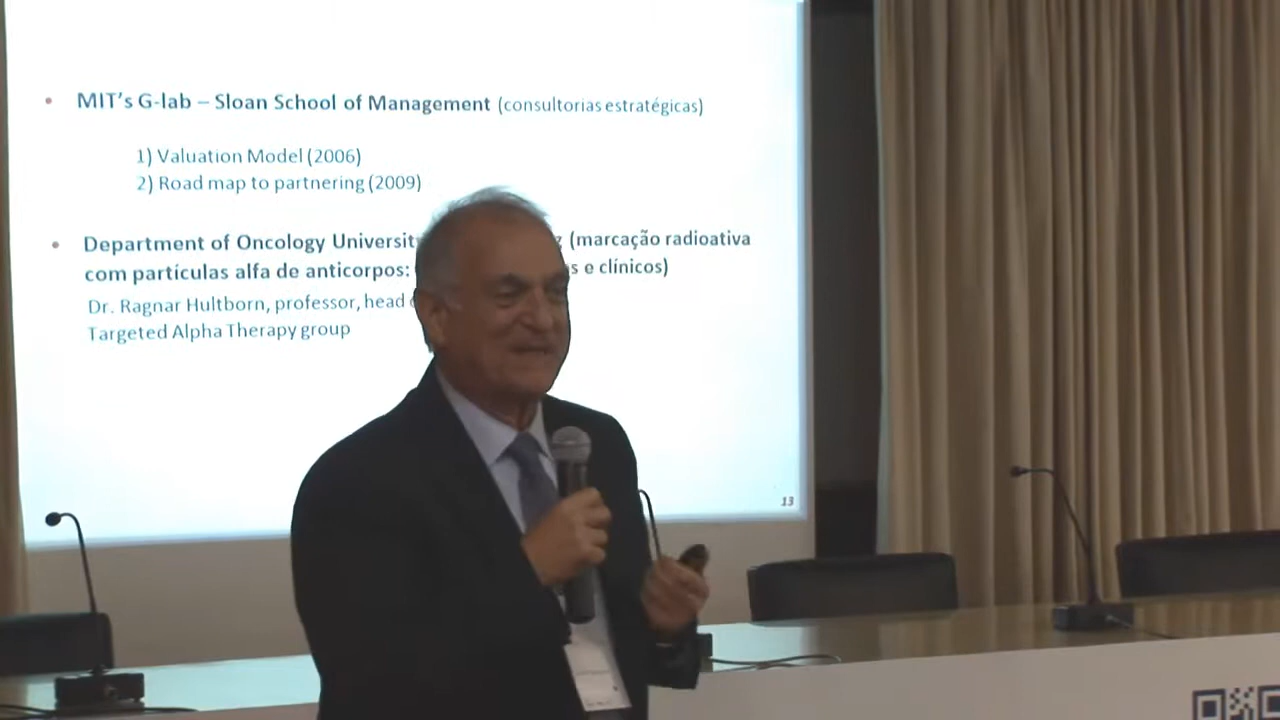 • MIT's G-lab – Sloan School of Management (consultorias estratégicas)
1) Valuation Model (2006)
2) Road map to partnering (2009)
• Department of Oncology (marcação radioativa
com partículas alfa de anticorpos: e clínicos)
Dr. Ragnar Hultborn, professor, head
Targeted Alpha Therapy group
13